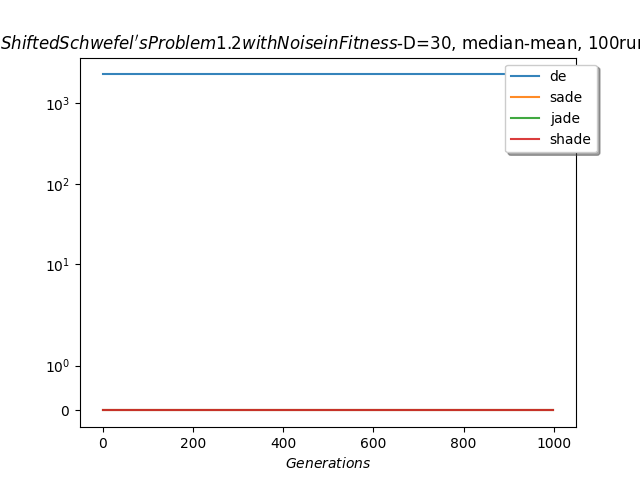 ShiftedSchwefel'sProblem1.2withNoiseinFitness-D=30, median-mean, 100ru
de
sade
jade
shade
10^3
10^2
10^1
10^0
0
0 200 400 600 800 1000
Generations